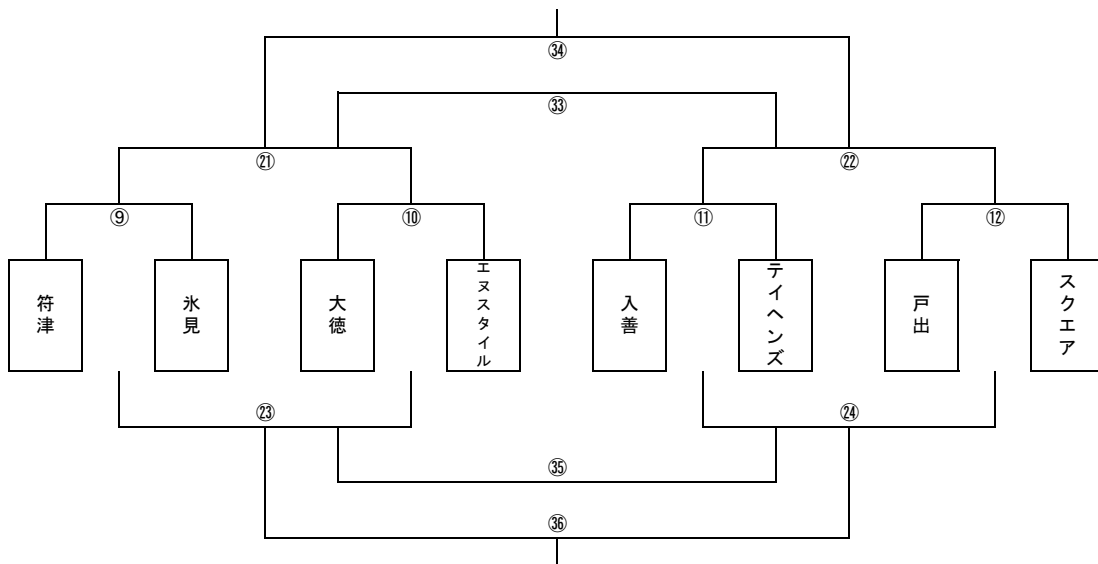 ㉞
㉝
㉑
㉒
⑨
⑩
⑪
⑫
符津
氷見
大徳
エヌスタイル
入善
テイヘンズ
戸出
スクエア
㉓
㉔
㉟
㊱